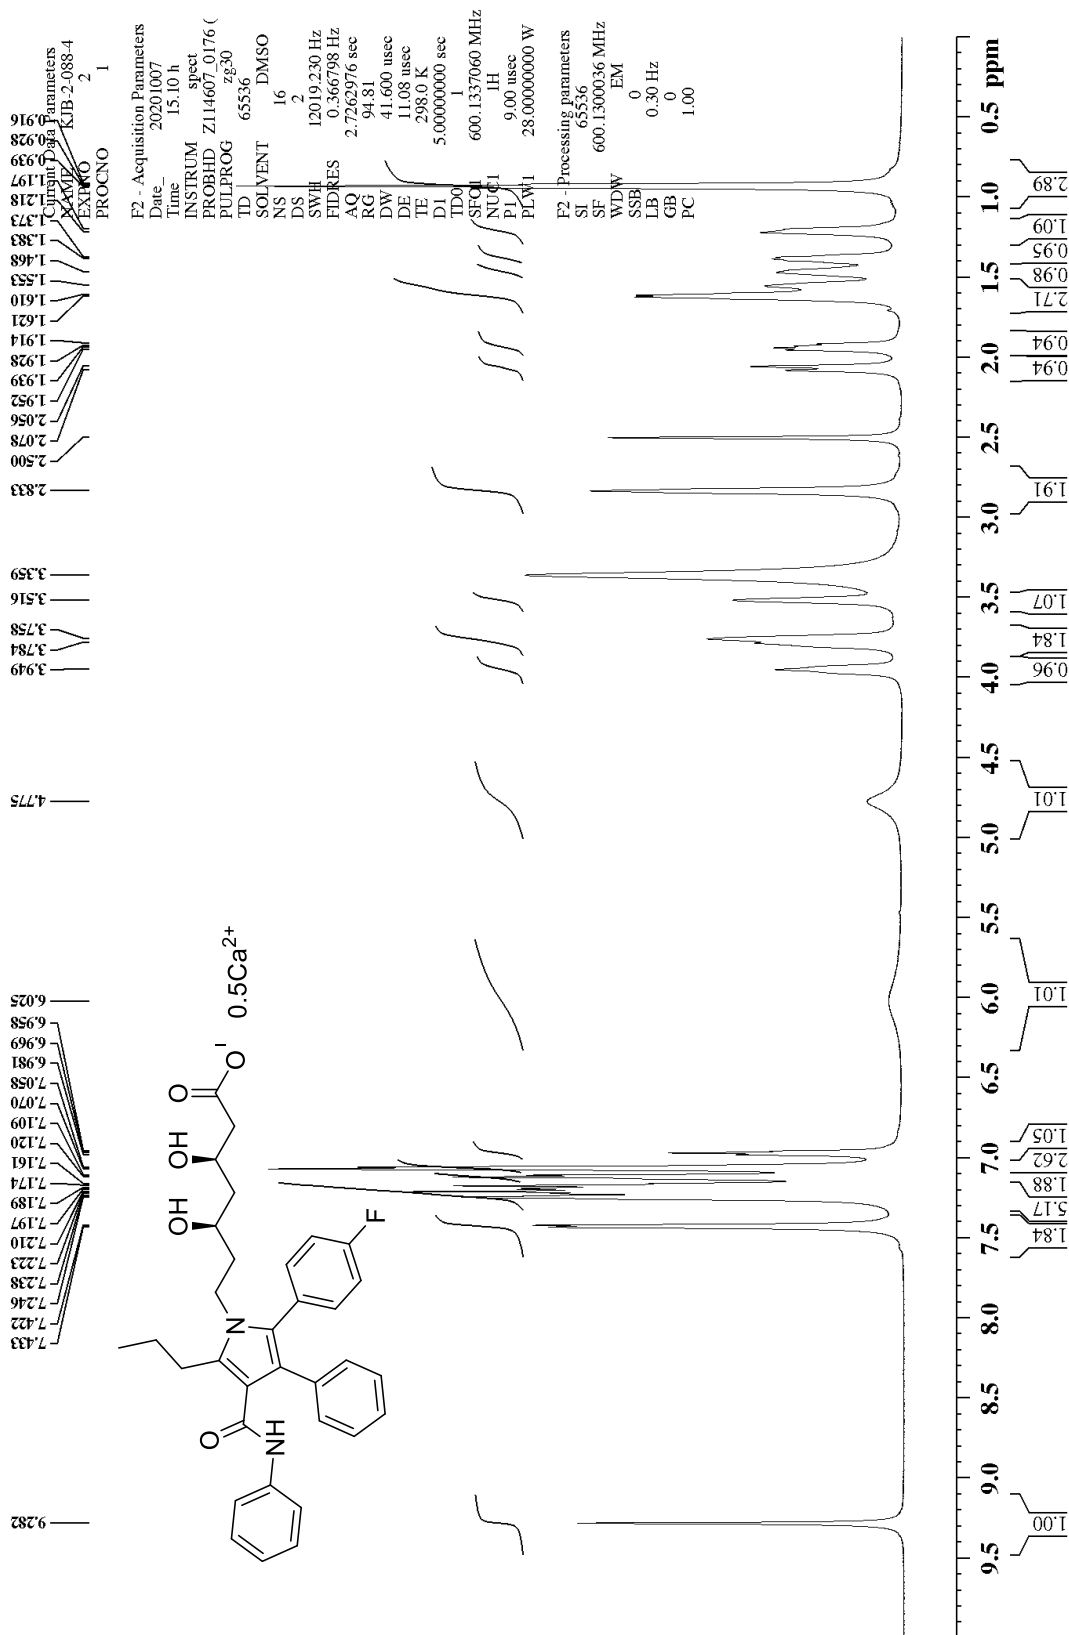 Current Data Parameters
NAME KJB-2-088-4
EXPNO 2
PROCNO 1
F2 - Acquisition Parameters
Date_ 20201007
Time 15.10 h
INSTRUM spect
PROBHD Z114607_0176 (
PULPROG zg30
TD 65536
SOLVENT DMSO
NS 16
DS 2
SWH 12019.230 Hz
FIDRES 0.366798 Hz
AQ 2.7262976 sec
RG 94.81
DW 41.600 usec
DE 11.08 usec
TE 298.0 K
D1 5.00000000 sec
TD0 1
SFO1 600.1337060 MHz
NUC1 1H
P1 9.00 usec
PLW1 28.00000000 W
F2 - Processing parameters
SI 65536
SF 600.1300036 MHz
WDW EM
SSB 0
LB 0.30 Hz
GB 0
PC 1.00
9.282
7.433
7.422
7.246
7.238
7.223
7.210
7.197
7.189
7.174
7.161
7.120
7.109
7.070
7.058
6.981
6.969
6.958
6.025
4.775
3.949
3.784
3.758
3.516
3.359
2.833
2.500
2.078
2.056
1.952
1.939
1.928
1.914
1.621
1.610
1.553
1.468
1.383
1.373
1.218
1.197
0.939
0.928
0.916
O
NH
N
F
OH
OH
O
O⁻
0.5Ca²⁺
9.5 9.0 8.5 8.0 7.5 7.0 6.5 6.0 5.5 5.0 4.5 4.0 3.5 3.0 2.5 2.0 1.5 1.0 0.5 ppm
1.00
1.84
5.17
1.88
2.62
1.05
1.01
1.01
0.96
1.84
1.07
1.91
0.94
0.94
2.71
0.98
0.95
1.09
2.89